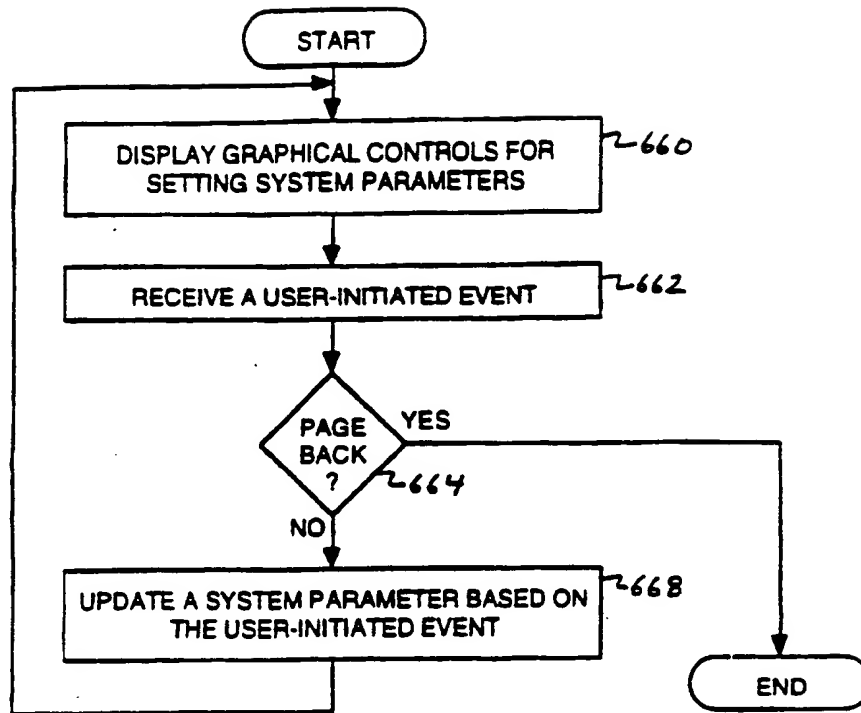 START
DISPLAY GRAPHICAL CONTROLS FOR
SETTING SYSTEM PARAMETERS
660
RECEIVE A USER-INITIATED EVENT
662
PAGE
BACK
?
664
YES
NO
UPDATE A SYSTEM PARAMETER BASED ON
THE USER-INITIATED EVENT
668
END